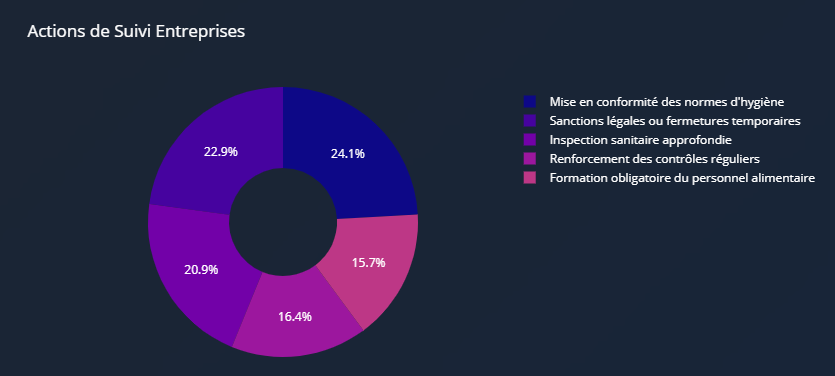 Actions de Suivi Entreprises
Mise en conformité des normes d'hygiène
Sanctions légales ou fermetures temporaires
Inspection sanitaire approfondie
Renforcement des contrôles réguliers
Formation obligatoire du personnel alimentaire
22.9%
24.1%
20.9%
15.7%
16.4%